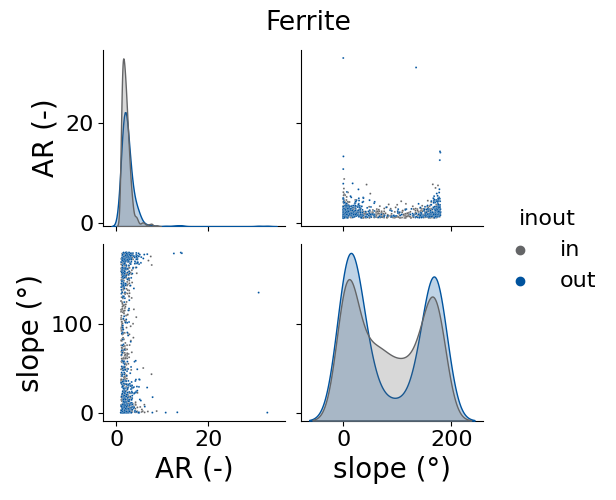 Ferrite
AR (-)
20
0
slope (°)
100
0
0
20
0
200
AR (-)
slope (°)
inout
in
out